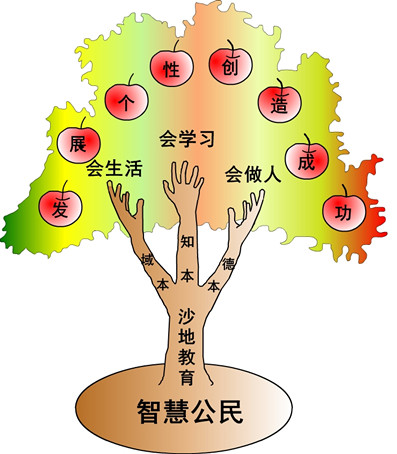 发展个性创造成功
会学习
会生活
会做人
域本
知本
德本
沙地教育
智慧公民